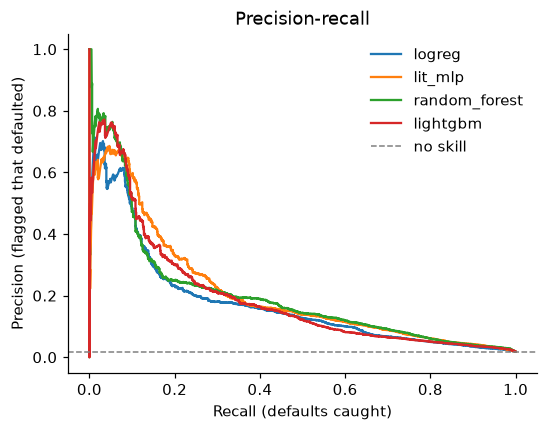 Precision-recall
Precision (flagged that defaulted)
1.0
0.8
0.6
0.4
0.2
0.0
logreg
lit_mlp
random_forest
lightgbm
no skill
0.0 0.2 0.4 0.6 0.8 1.0
Recall (defaults caught)